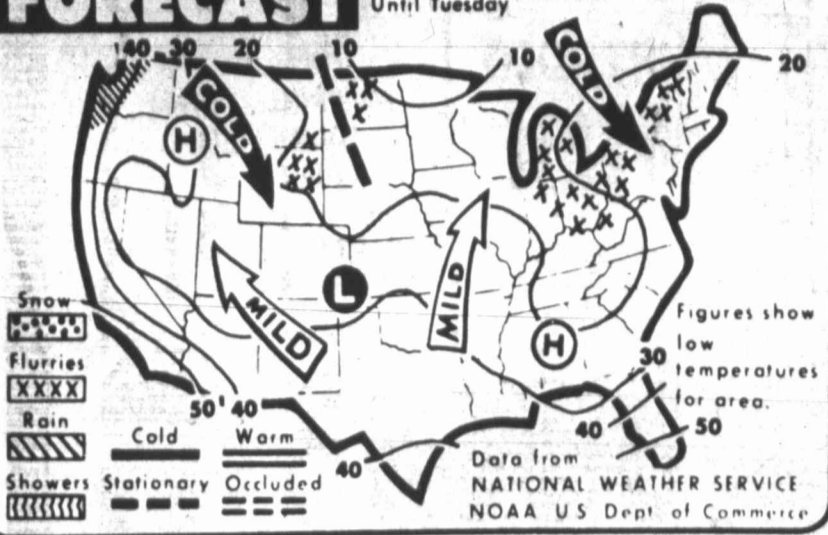 FORECAST
Until Tuesday
40 30 20 10 10 20
COLD
COLD
H
MILD
L
MILD
H
Snow
Flurries
XXXX
Rain
Showers
Cold
Warm
Stationary
Occluded
50 40
40
30
40
50
Figures show
low
temperatures
for area.
Data from
NATIONAL WEATHER SERVICE
NOAA US Dept of Commerce